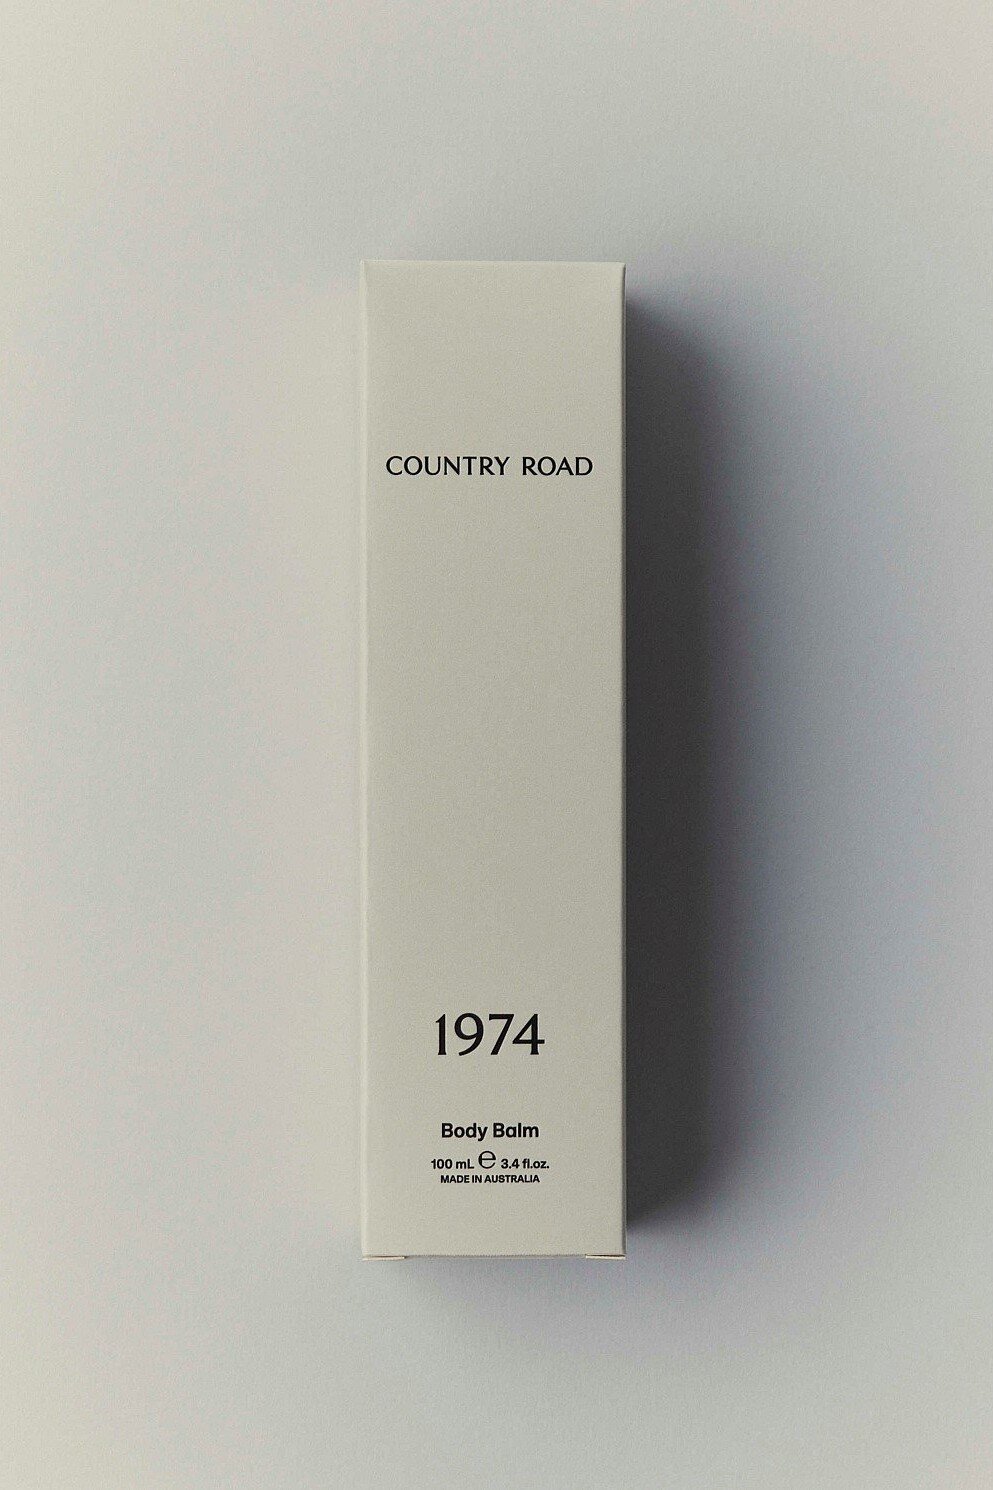 COUNTRY ROAD
1974
Body Balm
100 mL ℮ 3.4 fl.oz.
MADE IN AUSTRALIA